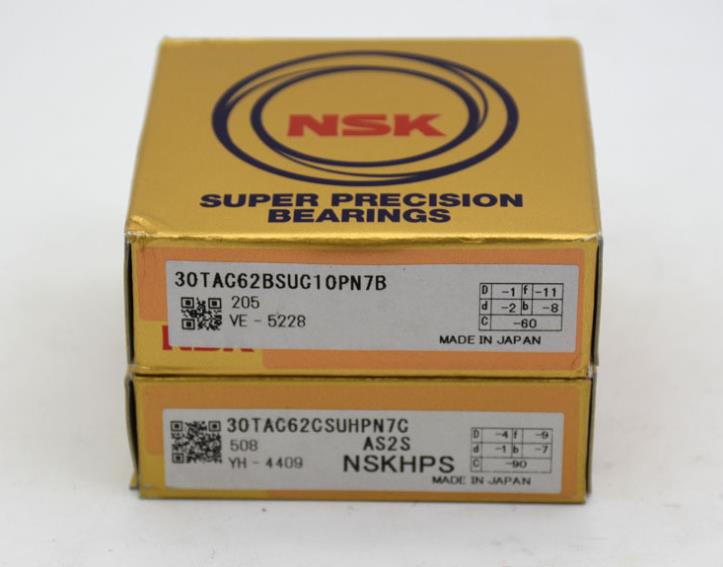 NSK
SUPER PRECISION
BEARINGS
30TAC62BSUC10PN7B
205
VE - 5228
D -1 f -11
d -2 b -8
C -60
MADE IN JAPAN
NSK
30TAC62CSUHPN7C
508 AS2S
YH - 4409 NSKHPS
D -4 f -9
d -1 b -7
C -90
MADE IN JAPAN